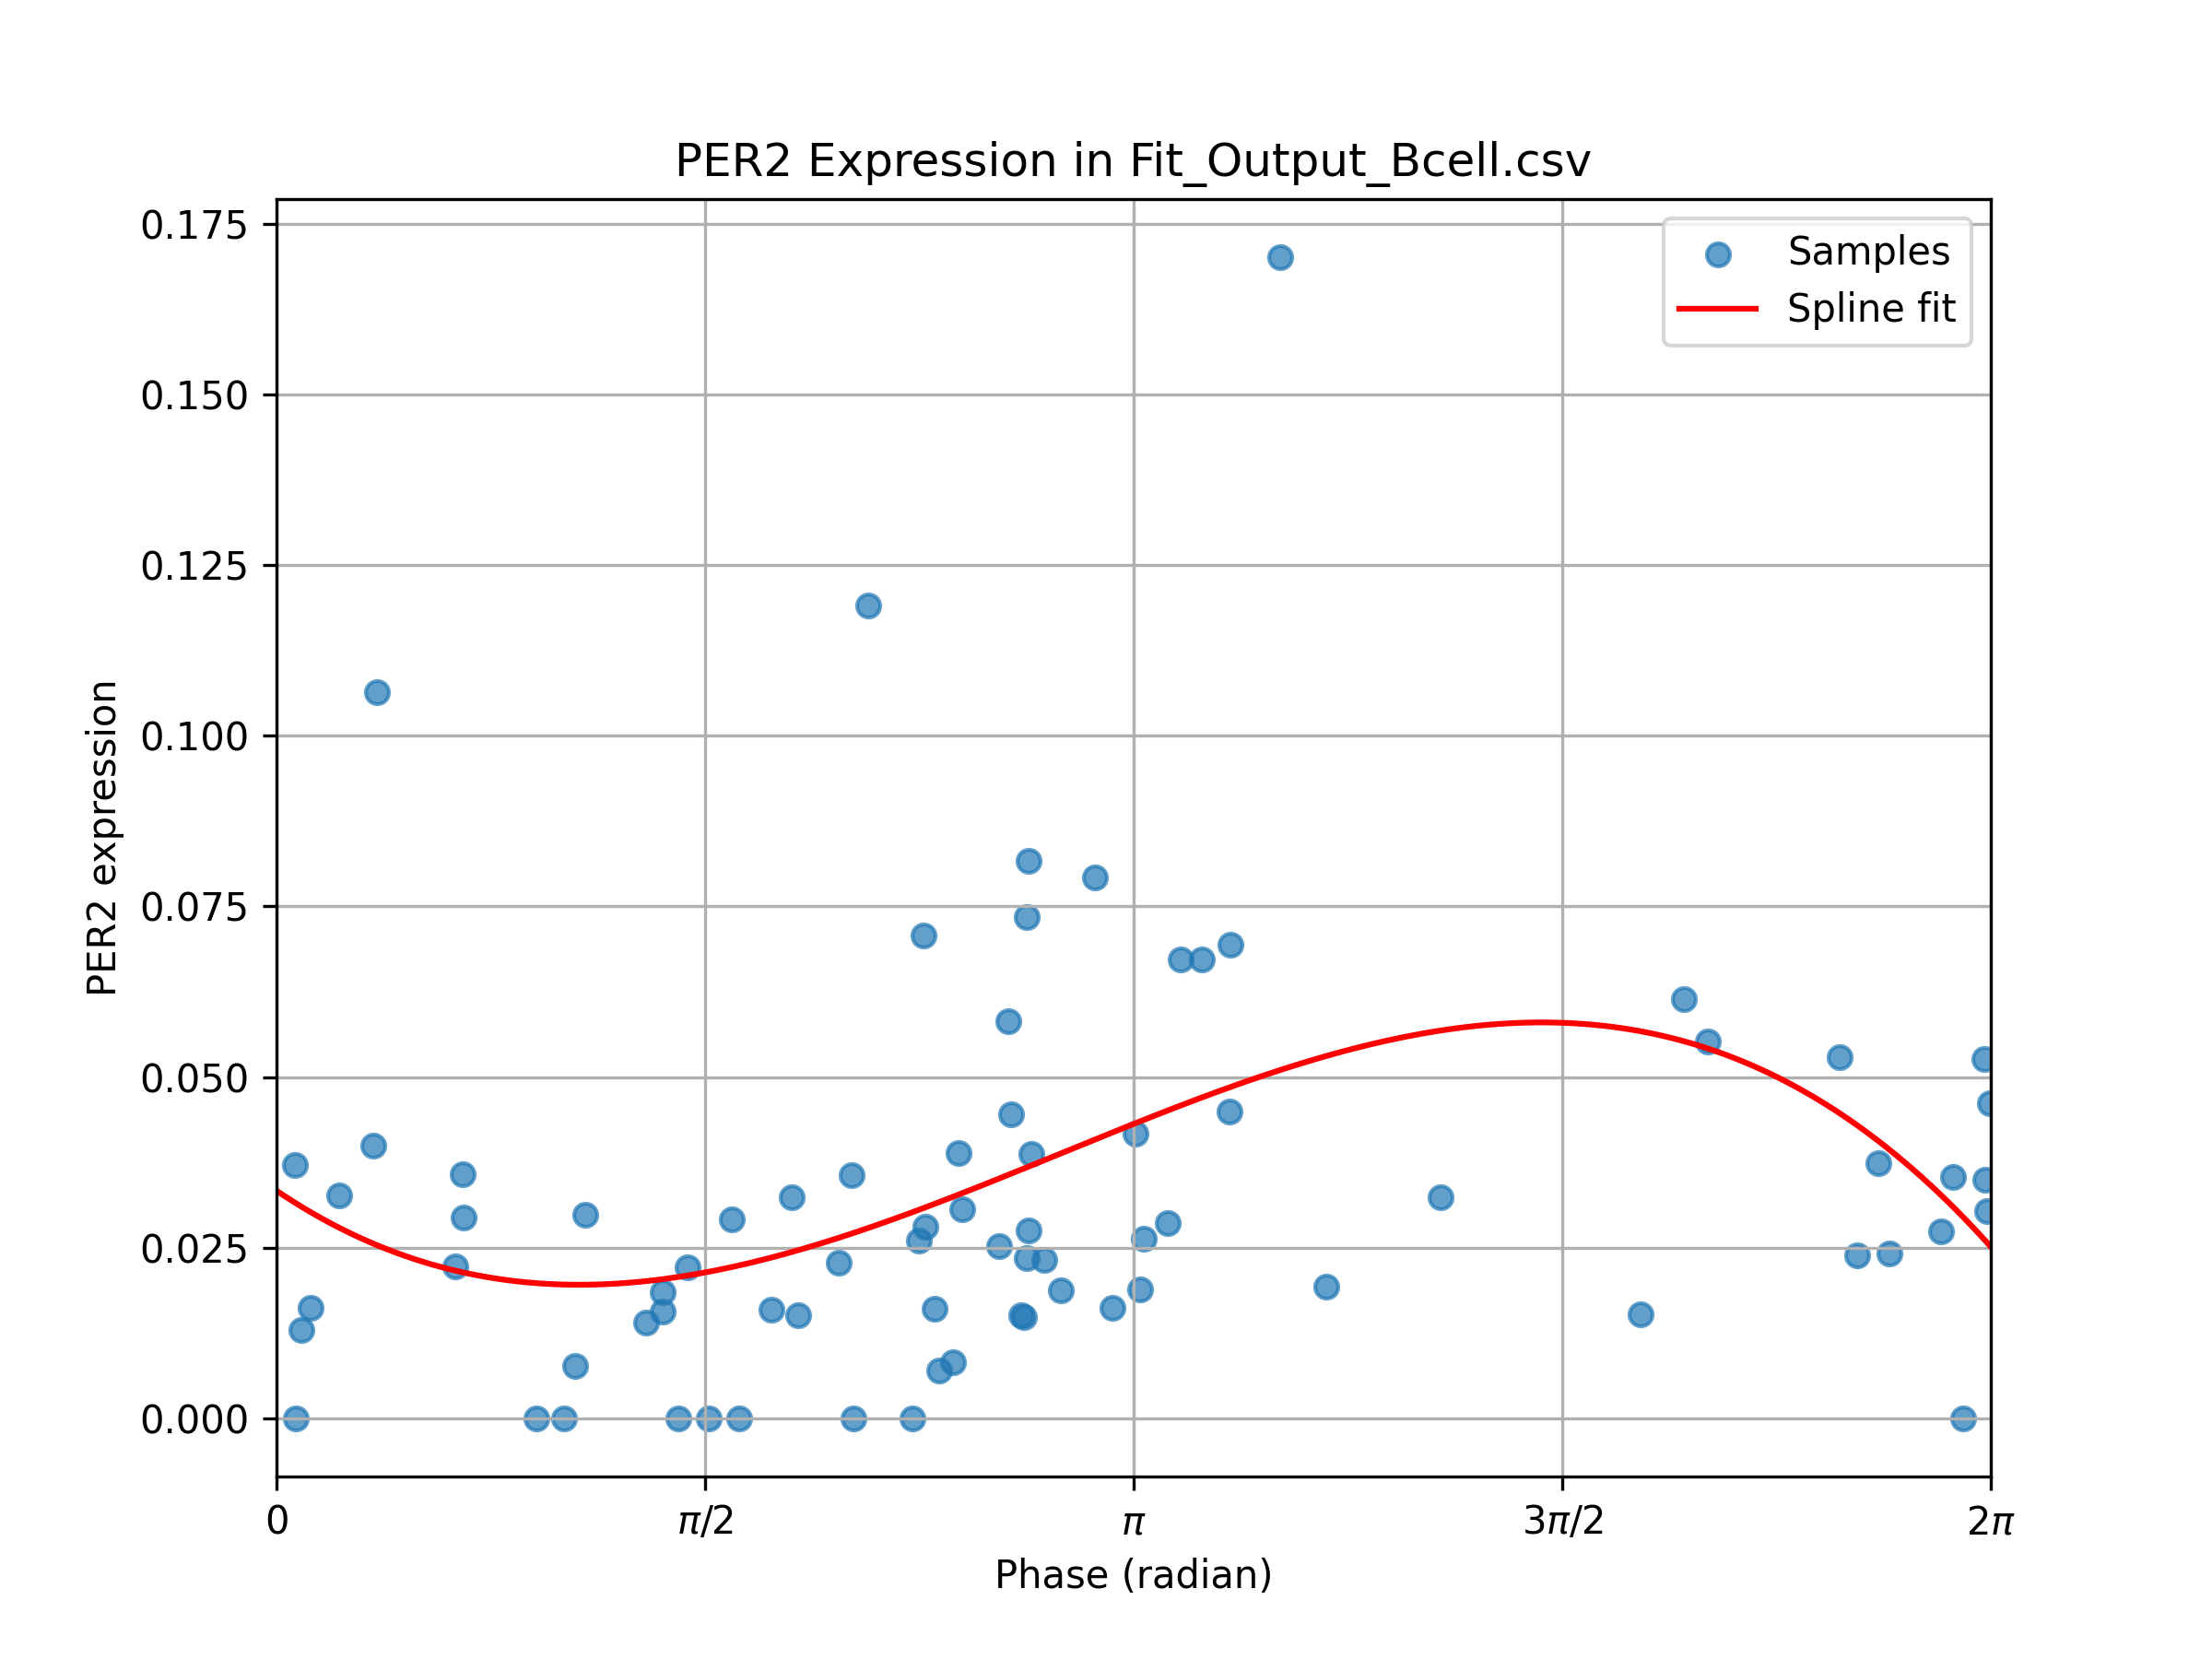 PER2 Expression in Fit_Output_Bcell.csv
Samples
Spline fit
0.175
0.150
0.125
0.100
0.075
0.050
0.025
0.000
PER2 expression
0 π/2 π 3π/2 2π
Phase (radian)